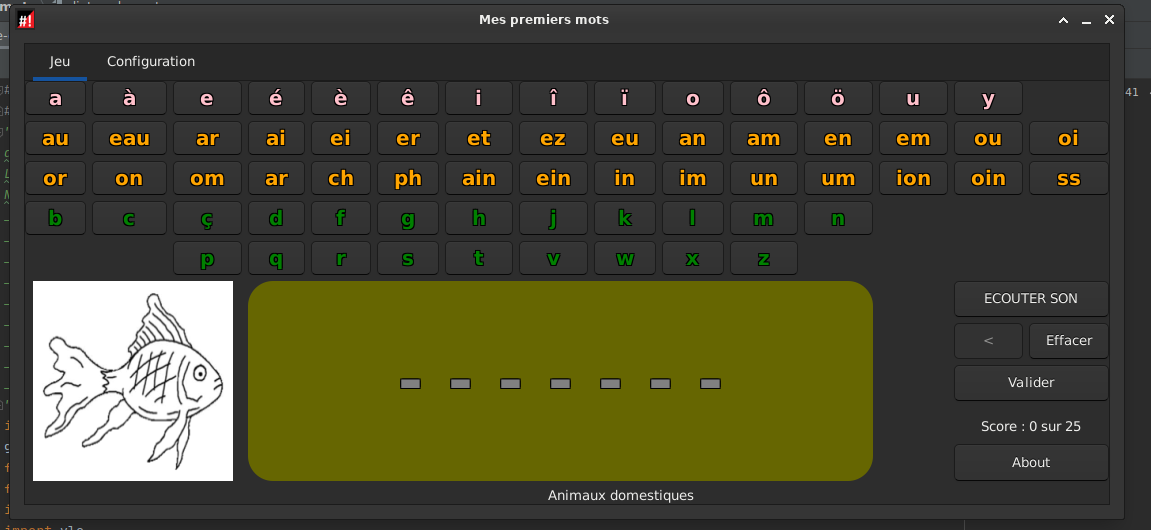 Mes premiers mots
Jeu Configuration
a à e é è ê i î ï o ô ö u y
au eau ar ai ei er et ez eu an am en em ou oi
or on om ar ch ph ain ein in im un um ion oin ss
b c ç d f g h j k l m n
p q r s t v w x z
ECOUTER SON
< Effacer
Valider
Score : 0 sur 25
About
Animaux domestiques
41